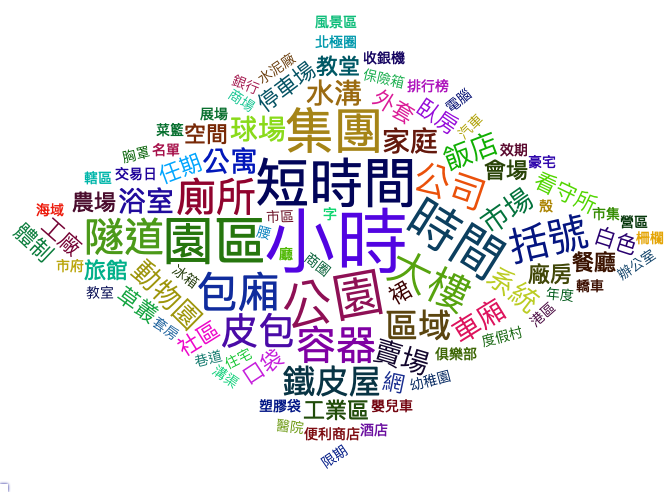 風景區
北極圈
收銀機
水泥廠
教堂
保險箱
排行榜
銀行
停車場
水溝
外套
電腦
商場
臥房
展場
集團
汽車
菜籃
空間
球場
家庭
飯店
效期
胸罩
名單
公寓
短時間
會場
豪宅
任期
公司
看守所
轄區
交易日
廁所
殼
海域
農場
浴室
市區
字
市場
市集
營區
工廠
隧道
園區
小時
時間
括號
白色
柵欄
體制
腰
廳
商圈
大樓
餐廳
辦公室
市府
旅館
動物園
冰箱
包廂
公園
裙
系統
廠房
轎車
教室
草叢
套房
社區
皮包
容器
區域
車廂
年度
港區
巷道
住宅
口袋
賣場
俱樂部
度假村
溝渠
鐵皮屋
網
幼稚園
塑膠袋
工業區
嬰兒車
醫院
便利商店
酒店
限期